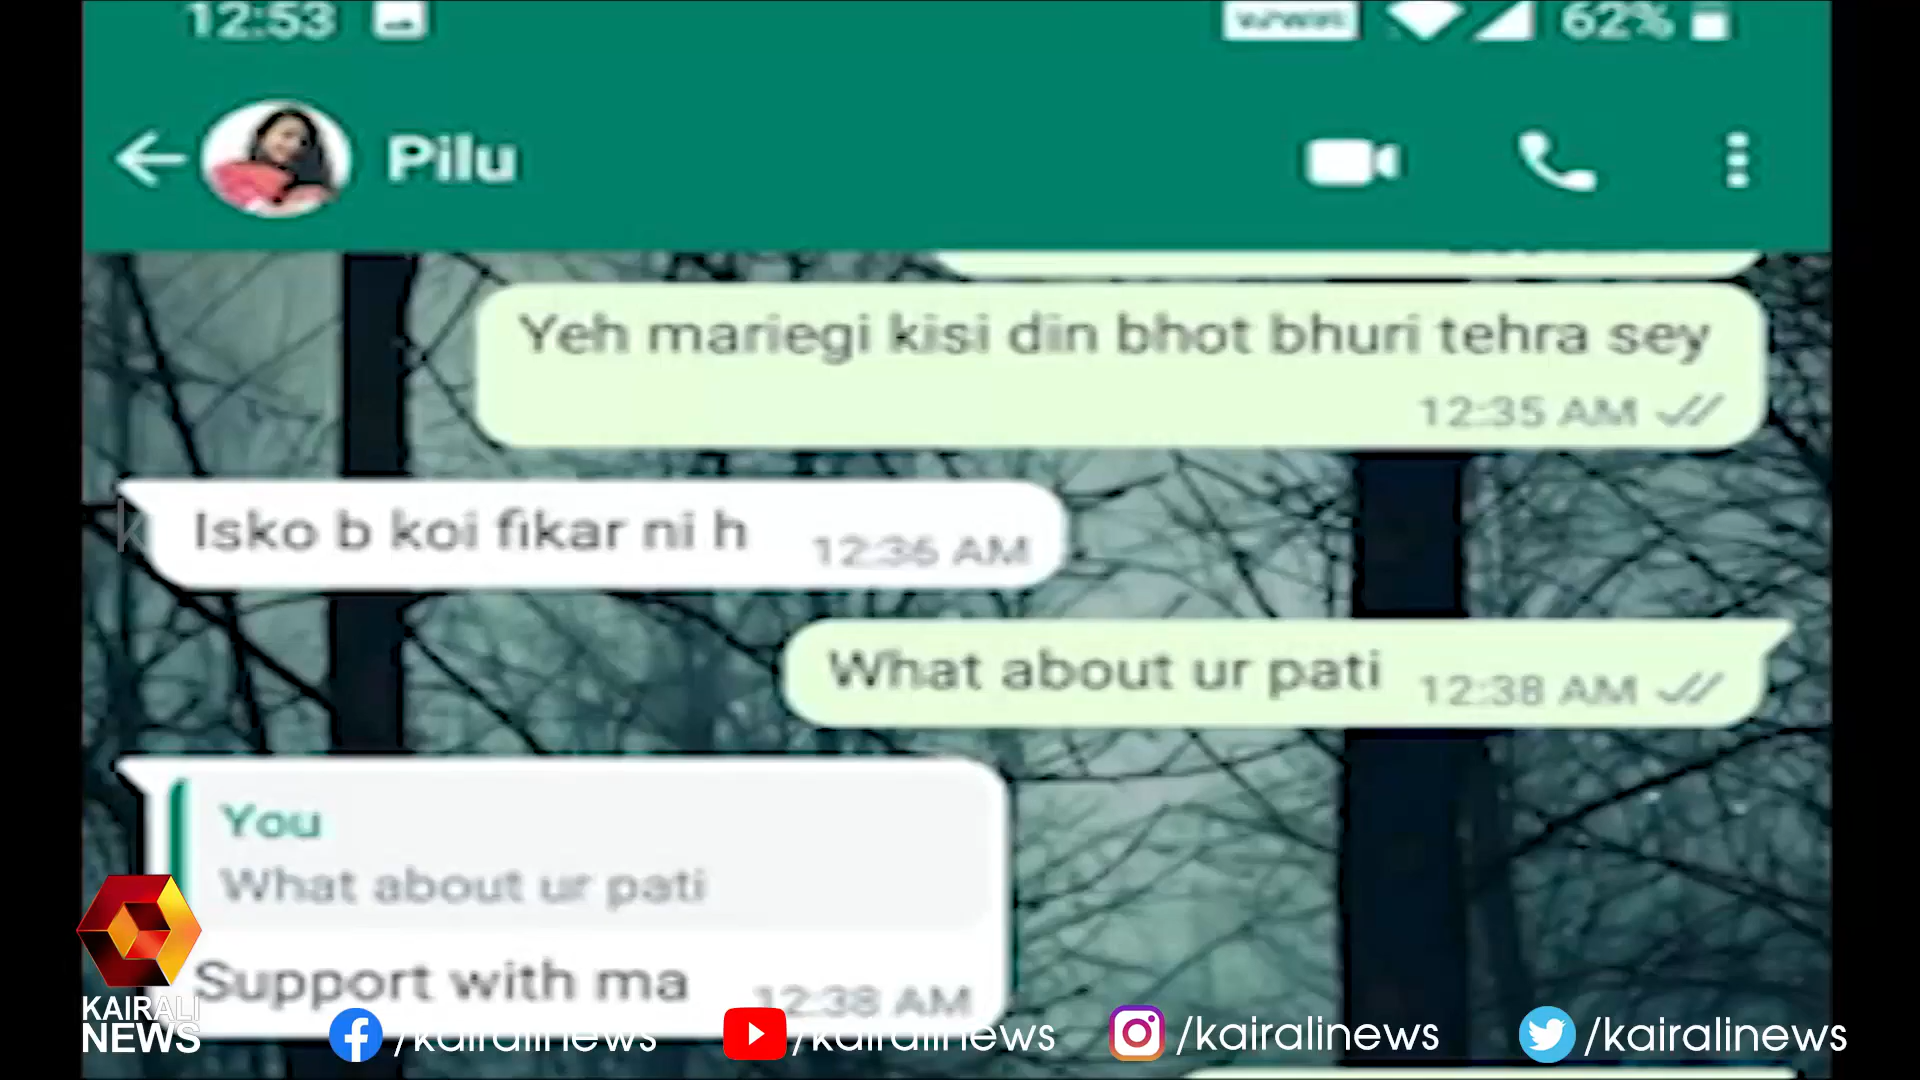 12:53
62%
Pilu
Yeh mariegi kisi din bhot bhuri tehra sey
12:35 AM
Isko b koi fikar ni h
12:36 AM
What about ur pati
12:38 AM
You
What about ur pati
Support with ma
12:38 AM
KAIRALI
NEWS
/kairalinews
/kairalinews
/kairalinews
/kairalinews